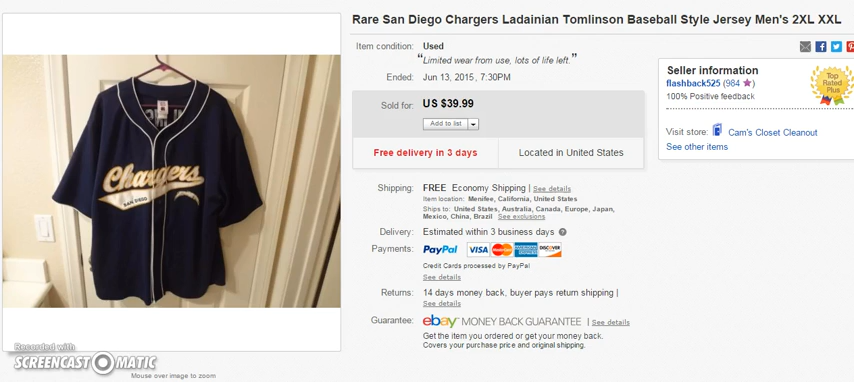 Rare San Diego Chargers Ladainian Tomlinson Baseball Style Jersey Men's 2XL XXL
Item condition: Used
“Limited wear from use, lots of life left.”
Ended: Jun 13, 2015, 7:30PM
Sold for: US $39.99
Add to list
Free delivery in 3 days
Located in United States
Shipping: FREE Economy Shipping | See details
Item location: Menifee, California, United States
Ships to: United States, Australia, Canada, Europe, Japan,
Mexico, China, Brazil See exclusions
Delivery: Estimated within 3 business days ?
Payments: PayPal VISA MasterCard AMERICAN EXPRESS DISCOVER
Credit Cards processed by PayPal
See details
Returns: 14 days money back, buyer pays return shipping |
See details
Guarantee: ebay MONEY BACK GUARANTEE | See details
Get the item you ordered or get your money back.
Covers your purchase price and original shipping.
Seller information
flashback525 (984 ★)
100% Positive feedback
Top
Rated
Plus
Visit store: Cam's Closet Cleanout
See other items
Chargers
SAN DIEGO
Recorded with
SCREENCAST O MATIC
Mouse over image to zoom